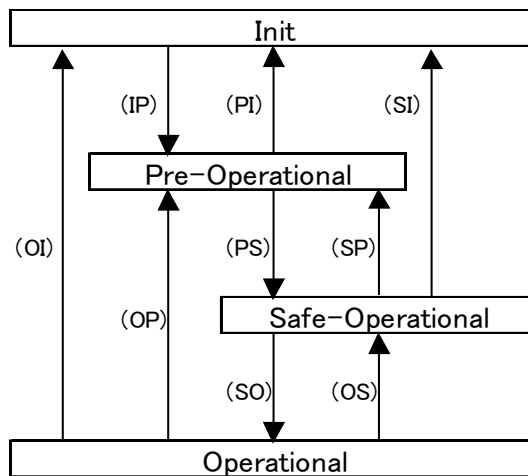 Init
(IP) (PI) (SI)
Pre-Operational
(OI) (PS) (SP)
(OP)
Safe-Operational
(SO) (OS)
Operational